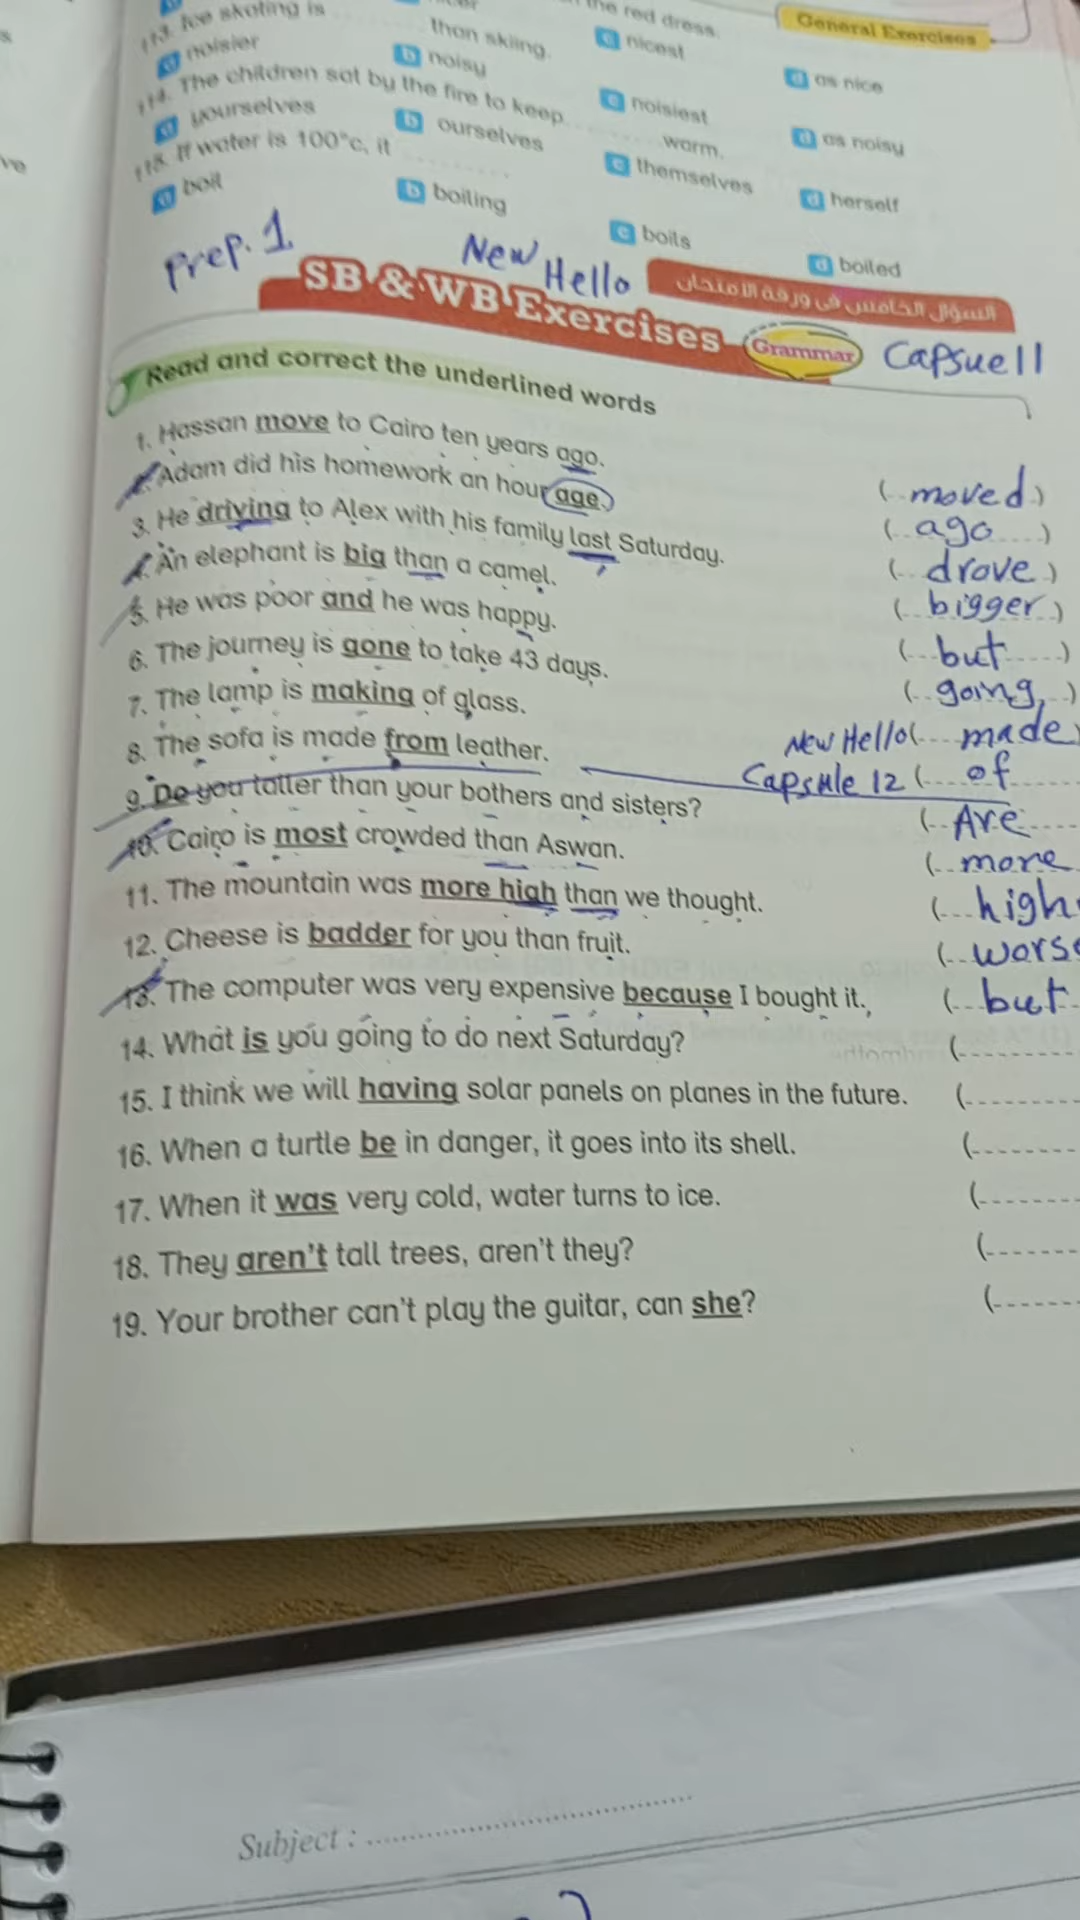 the red dress.
General Exercises
113. Ice skating is ........ than skiing. c nicest d as nice
a noisier b noisy c noisiest d as noisy
114. The children sat by the fire to keep ........ warm.
a yourselves b ourselves c themselves d herself
115. If water is 100°c, it ........
a boil b boiling c boils d boiled
Prep. 1 New Hello
SB & WB Exercises Grammar السؤال الخامس فى ورقة الامتحان
Capsuel1
Read and correct the underlined words
1. Hassan move to Cairo ten years ago. (..moved.)
2. Adam did his homework an hour age. (..ago....)
3. He driving to Alex with his family last Saturday. (..drove.)
4. An elephant is big than a camel. (..bigger.)
5. He was poor and he was happy. (..but....)
6. The journey is gone to take 43 days. (..going..)
7. The lamp is making of glass. New Hello(....made)
8. The sofa is made from leather. Capsule 12 (....of....
9. Do you taller than your bothers and sisters? (..Are....
10. Cairo is most crowded than Aswan. (..more
11. The mountain was more high than we thought. (...high
12. Cheese is badder for you than fruit. (..worse
13. The computer was very expensive because I bought it. (...but
14. What is you going to do next Saturday? (.........
15. I think we will having solar panels on planes in the future. (.........
16. When a turtle be in danger, it goes into its shell. (.........
17. When it was very cold, water turns to ice. (.........
18. They aren't tall trees, aren't they? (.........
19. Your brother can't play the guitar, can she? (.........
Subject : ........................